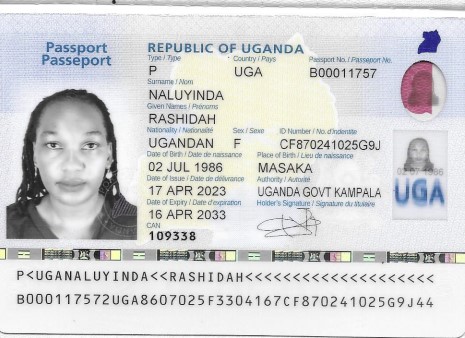 Passport
Passeport
REPUBLIC OF UGANDA
Type / Type
Country / Pays
Passport No. / Passeport No.
P
UGA
B00011757
Surname / Nom
NALUYINDA
Given Names / Prénoms
RASHIDAH
Nationality / Nationalité
Sex / Sexe
ID Number / No. d'Indentite
UGANDAN
F
CF870241025G9J
Date of Birth / Date de naissance
Place of Birth / Lieu de naissance
02 JUL 1986
MASAKA
Date of Issue / Date de délivrance
Authority / Autorité
17 APR 2023
UGANDA GOVT KAMPALA
Date of Expiry / Date d'expiration
Holder's Signature / Signature du titulaire
16 APR 2033
CAN
109338
02 07 1986
UGA
P<UGANALUYINDA<<RASHIDAH<<<<<<<<<<<<<<<<<<<<
B000117572UGA8607025F3304167CF870241025G9J44